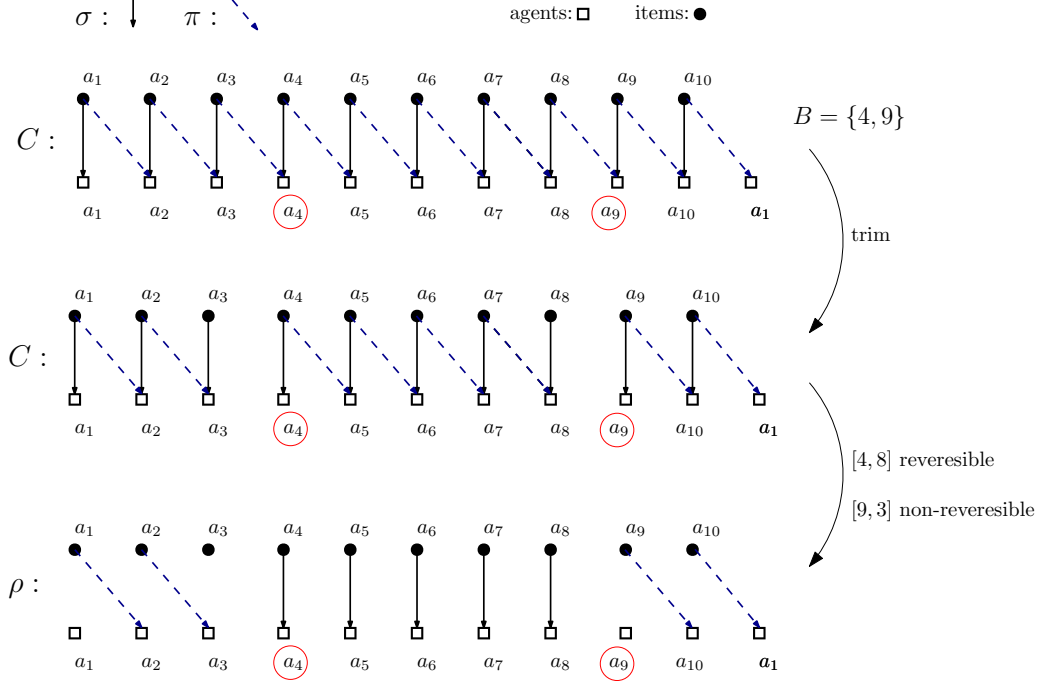 σ : π : agents: items:
a₁ a₂ a₃ a₄ a₅ a₆ a₇ a₈ a₉ a₁₀
B = {4, 9}
C :
a₁ a₂ a₃ a₄ a₅ a₆ a₇ a₈ a₉ a₁₀ a₁
trim
a₁ a₂ a₃ a₄ a₅ a₆ a₇ a₈ a₉ a₁₀
C :
a₁ a₂ a₃ a₄ a₅ a₆ a₇ a₈ a₉ a₁₀ a₁
[4, 8] reveresible
[9, 3] non-reveresible
a₁ a₂ a₃ a₄ a₅ a₆ a₇ a₈ a₉ a₁₀
ρ :
a₁ a₂ a₃ a₄ a₅ a₆ a₇ a₈ a₉ a₁₀ a₁